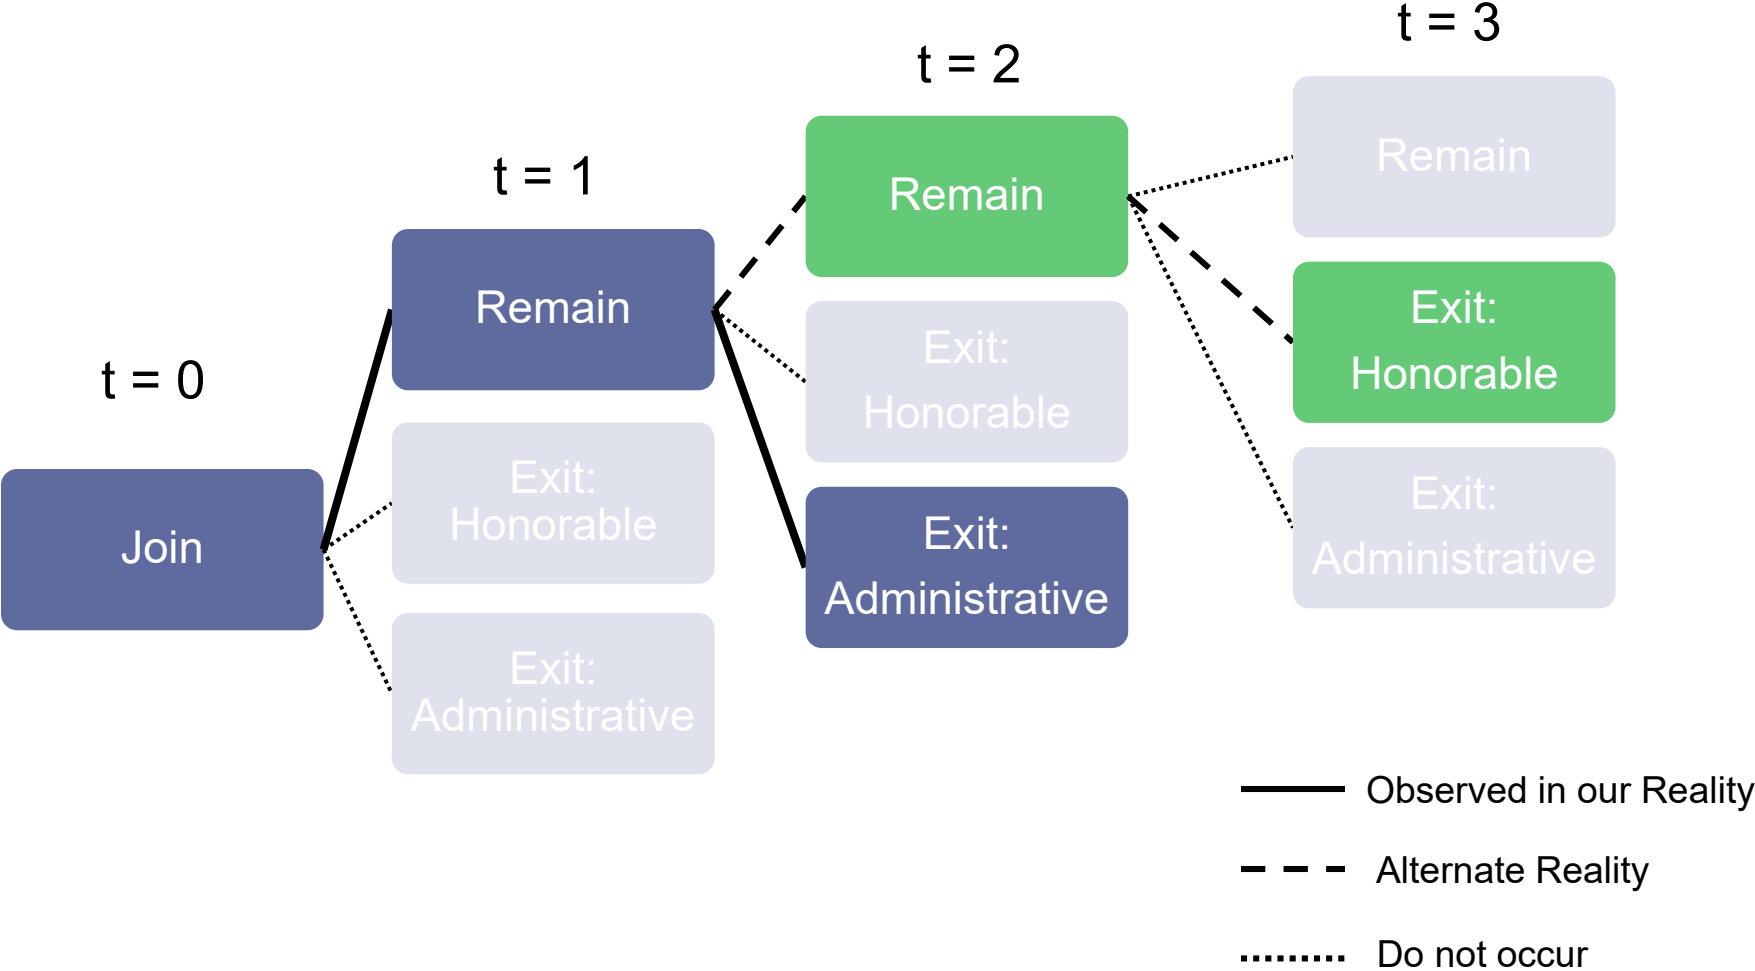 t = 0
Join
t = 1
Remain
Exit:
Honorable
Exit:
Administrative
t = 2
Remain
Exit:
Honorable
Exit:
Administrative
t = 3
Remain
Exit:
Honorable
Exit:
Administrative
Observed in our Reality
Alternate Reality
Do not occur